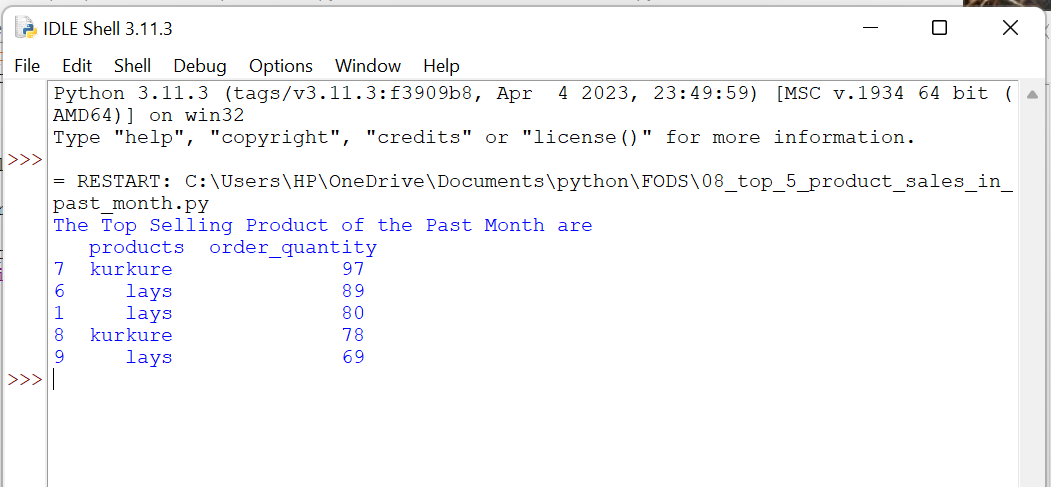 IDLE Shell 3.11.3
File Edit Shell Debug Options Window Help
Python 3.11.3 (tags/v3.11.3:f3909b8, Apr  4 2023, 23:49:59) [MSC v.1934 64 bit (
AMD64)] on win32
Type "help", "copyright", "credits" or "license()" for more information.
>>>
= RESTART: C:\Users\HP\OneDrive\Documents\python\FODS\08_top_5_product_sales_in_
past_month.py
The Top Selling Product of the Past Month are
   products  order_quantity
7  kurkure              97
6     lays              89
1     lays              80
8  kurkure              78
9     lays              69
>>>